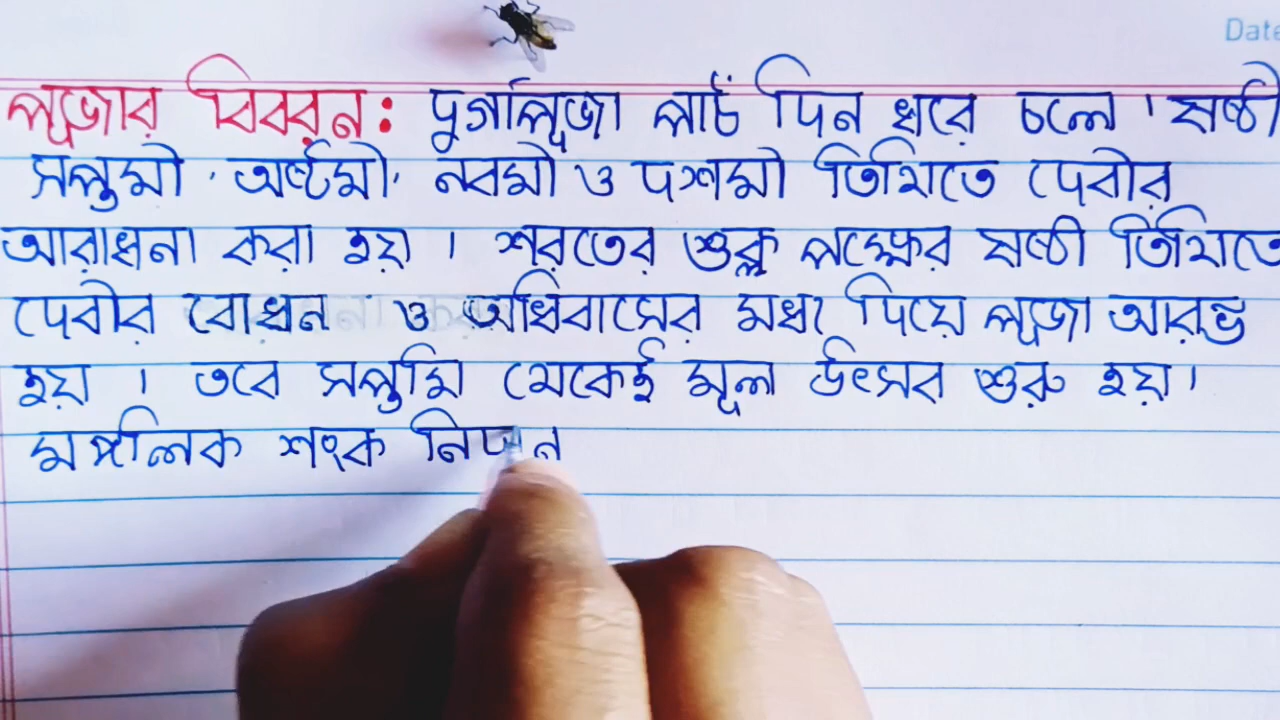 Date
পূজার বিবরন: দুর্গাপূজা পাচঁ দিন ধরে চলে। ষষ্ঠী
সপ্তমী, অষ্টমী, নবমী ও দশমী তিথিতে দেবীর
আরাধনা করা হয়। শরতের শুক্ল পক্ষের ষষ্ঠী তিথিতে
দেবীর বোধন ও অধিবাসের মধ্য দিয়ে পূজা আরম্ভ
হয়। তবে সপ্তমি থেকেই মূল উৎসব শুরু হয়।
মঙ্গলিক